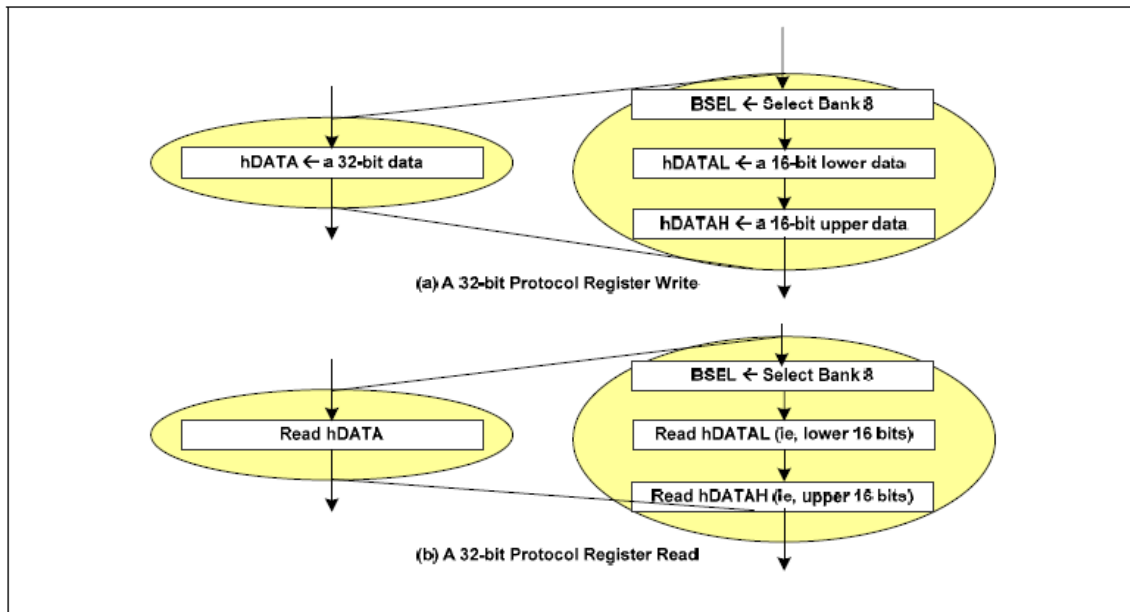 BSEL ← Select Bank 8
hDATA ← a 32-bit data
hDATAL ← a 16-bit lower data
hDATAH ← a 16-bit upper data
(a) A 32-bit Protocol Register Write
BSEL ← Select Bank 8
Read hDATA
Read hDATAL (ie, lower 16 bits)
Read hDATAH (ie, upper 16 bits)
(b) A 32-bit Protocol Register Read